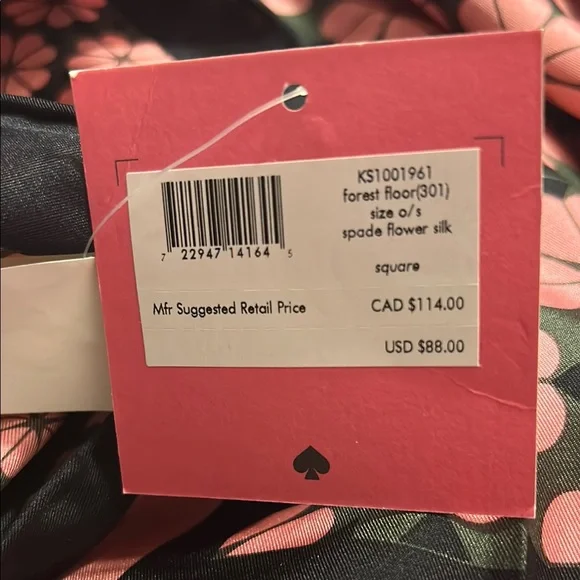 KS1001961
forest floor(301)
size o/s
spade flower silk
square
7 22947 14164 5
Mfr Suggested Retail Price CAD $114.00
USD $88.00